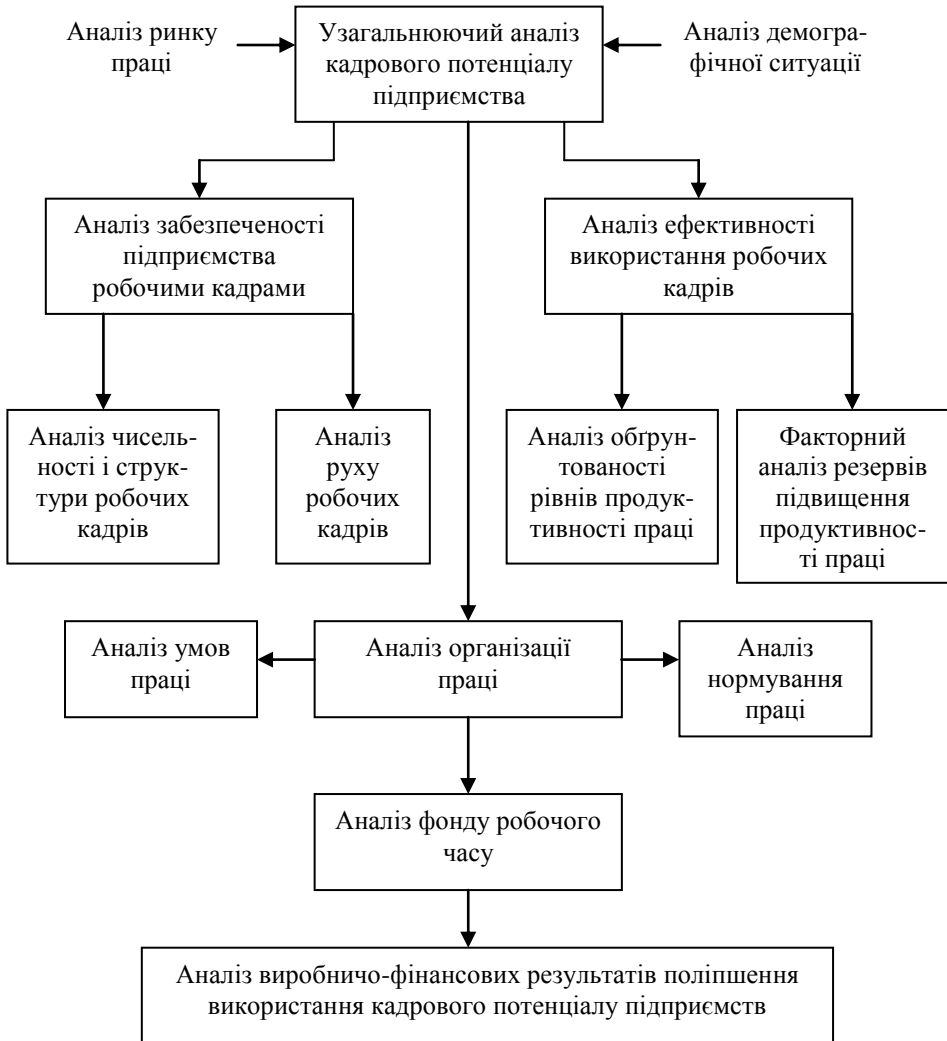 Аналіз ринку
праці
Узагальнюючий аналіз
кадрового потенціалу
підприємства
Аналіз демогра-
фічної ситуації
Аналіз забезпеченості
підприємства
робочими кадрами
Аналіз ефективності
використання робочих
кадрів
Аналіз чисель-
ності і струк-
тури робочих
кадрів
Аналіз
руху
робочих
кадрів
Аналіз обґрун-
тованості
рівнів продук-
тивності праці
Факторний
аналіз резервів
підвищення
продуктивнос-
ті праці
Аналіз умов
праці
Аналіз організації
праці
Аналіз
нормування
праці
Аналіз фонду робочого
часу
Аналіз виробничо-фінансових результатів поліпшення
використання кадрового потенціалу підприємств